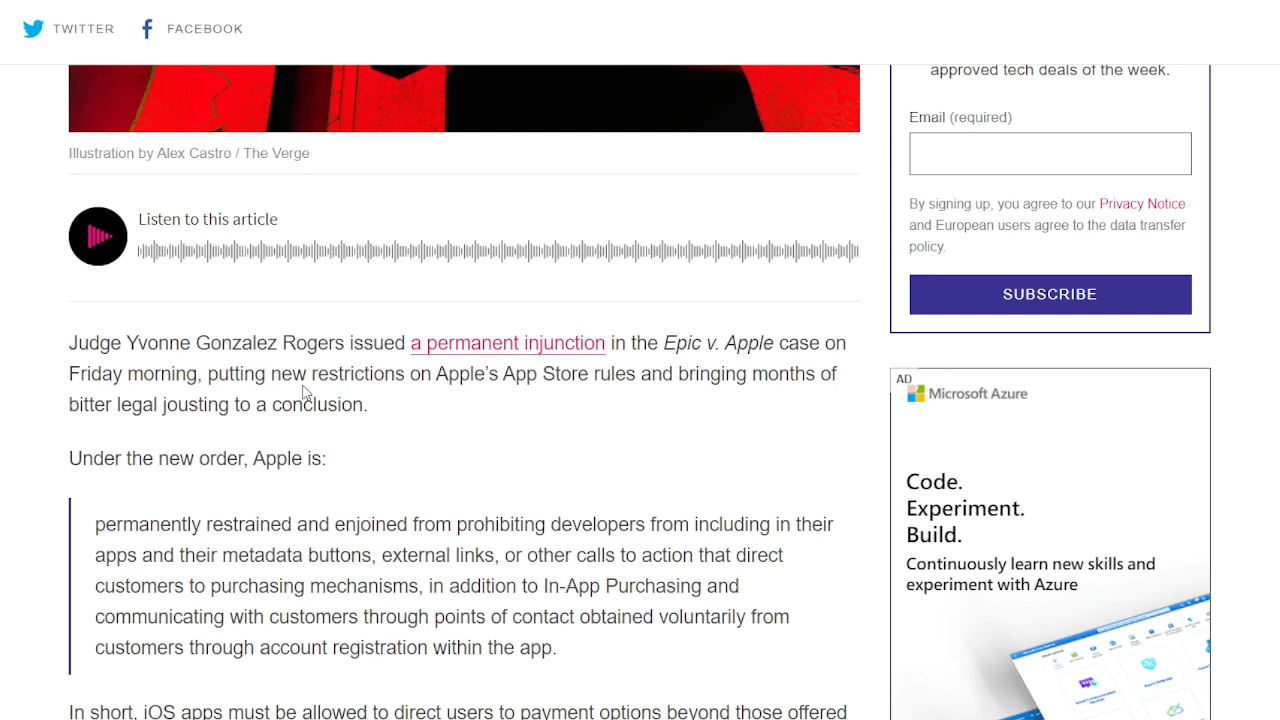 TWITTER
FACEBOOK
Illustration by Alex Castro / The Verge
Listen to this article
Judge Yvonne Gonzalez Rogers issued a permanent injunction in the Epic v. Apple case on
Friday morning, putting new restrictions on Apple’s App Store rules and bringing months of
bitter legal jousting to a conclusion.
Under the new order, Apple is:
permanently restrained and enjoined from prohibiting developers from including in their
apps and their metadata buttons, external links, or other calls to action that direct
customers to purchasing mechanisms, in addition to In-App Purchasing and
communicating with customers through points of contact obtained voluntarily from
customers through account registration within the app.
In short, iOS apps must be allowed to direct users to payment options beyond those offered
approved tech deals of the week.
Email (required)
By signing up, you agree to our Privacy Notice
and European users agree to the data transfer
policy.
SUBSCRIBE
AD
Microsoft Azure
Code.
Experiment.
Build.
Continuously learn new skills and
experiment with Azure